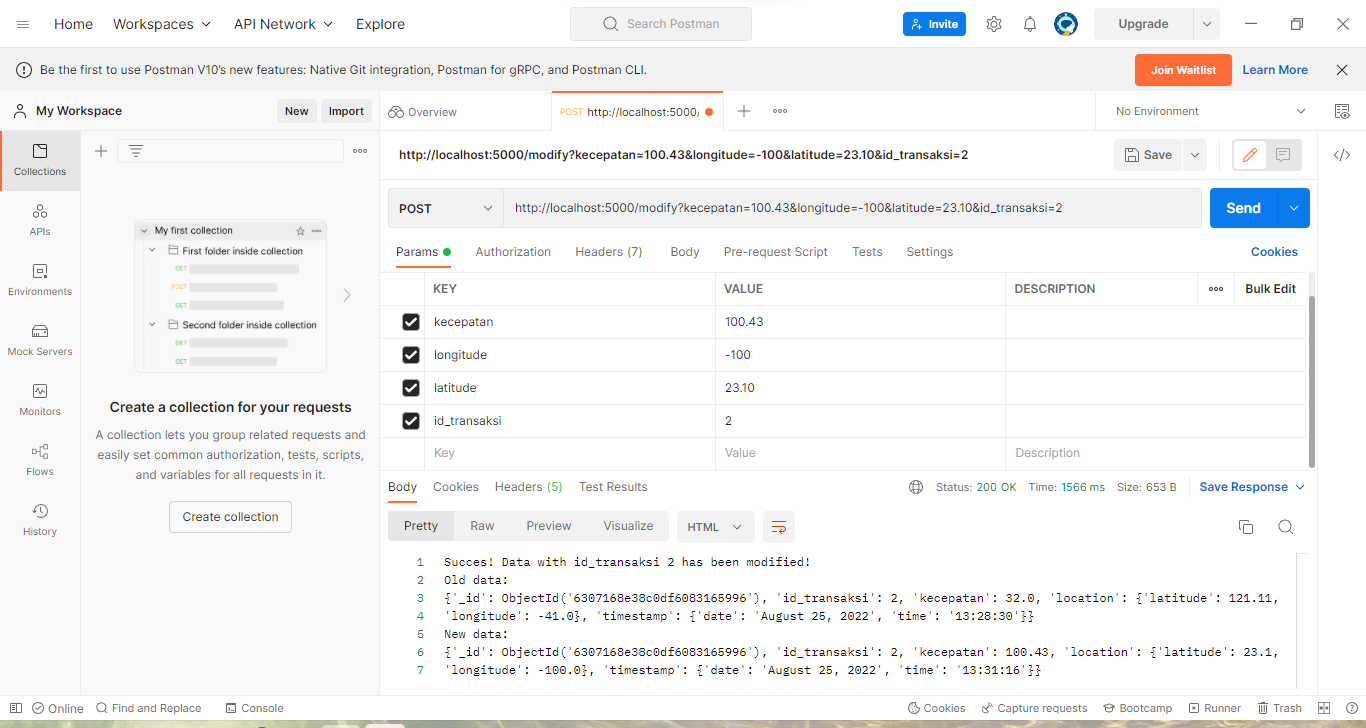 Home Workspaces API Network Explore Search Postman Invite Upgrade
Be the first to use Postman V10's new features: Native Git integration, Postman for gRPC, and Postman CLI. Join Waitlist Learn More
My Workspace New Import Overview POST http://localhost:5000/ No Environment
Collections
APIs
Environments
Mock Servers
Monitors
Flows
History
My first collection
First folder inside collection
GET
POST
GET
Second folder inside collection
GET
GET
Create a collection for your requests
A collection lets you group related requests and
easily set common authorization, tests, scripts,
and variables for all requests in it.
Create collection
http://localhost:5000/modify?kecepatan=100.43&longitude=-100&latitude=23.10&id_transaksi=2 Save
POST http://localhost:5000/modify?kecepatan=100.43&longitude=-100&latitude=23.10&id_transaksi=2 Send
Params Authorization Headers (7) Body Pre-request Script Tests Settings Cookies
KEY VALUE DESCRIPTION Bulk Edit
kecepatan 100.43
longitude -100
latitude 23.10
id_transaksi 2
Key Value Description
Body Cookies Headers (5) Test Results Status: 200 OK Time: 1566 ms Size: 653 B Save Response
Pretty Raw Preview Visualize HTML
1 Succes! Data with id_transaksi 2 has been modified!
2 Old data:
3 {'_id': ObjectId('6307168e38c0df6083165996'), 'id_transaksi': 2, 'kecepatan': 32.0, 'location': {'latitude': 121.11,
4 'longitude': -41.0}, 'timestamp': {'date': 'August 25, 2022', 'time': '13:28:30'}}
5 New data:
6 {'_id': ObjectId('6307168e38c0df6083165996'), 'id_transaksi': 2, 'kecepatan': 100.43, 'location': {'latitude': 23.1,
7 'longitude': -100.0}, 'timestamp': {'date': 'August 25, 2022', 'time': '13:31:16'}}
Online Find and Replace Console Cookies Capture requests Bootcamp Runner Trash